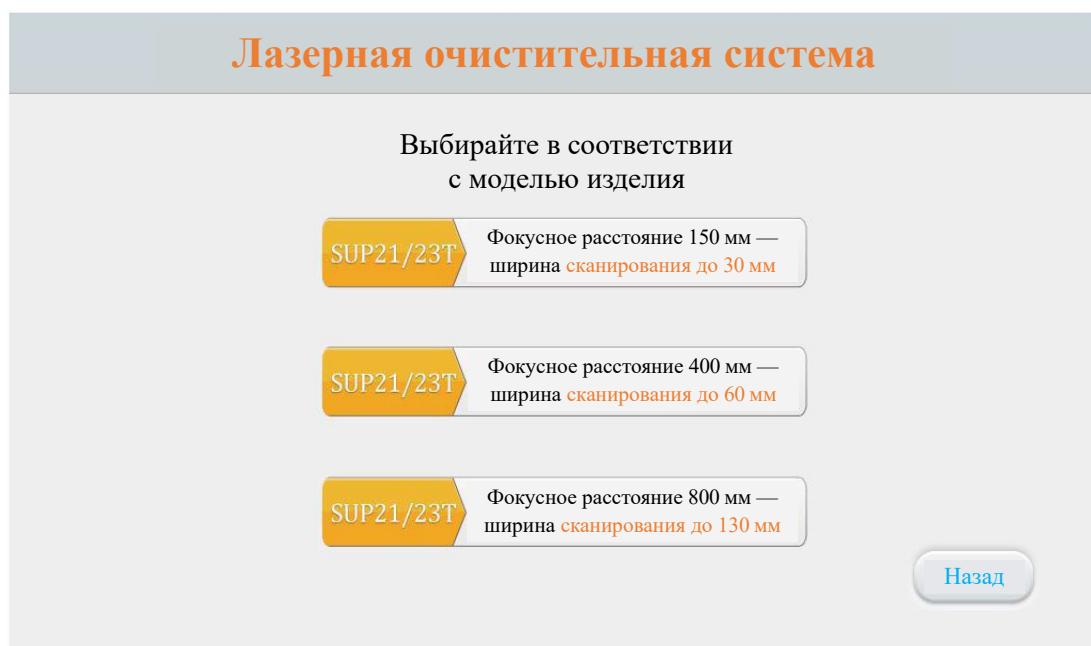 Лазерная очистительная система
Выбирайте в соответствии
с моделью изделия
SUP21/23T
Фокусное расстояние 150 мм —
ширина сканирования до 30 мм
SUP21/23T
Фокусное расстояние 400 мм —
ширина сканирования до 60 мм
SUP21/23T
Фокусное расстояние 800 мм —
ширина сканирования до 130 мм
Назад